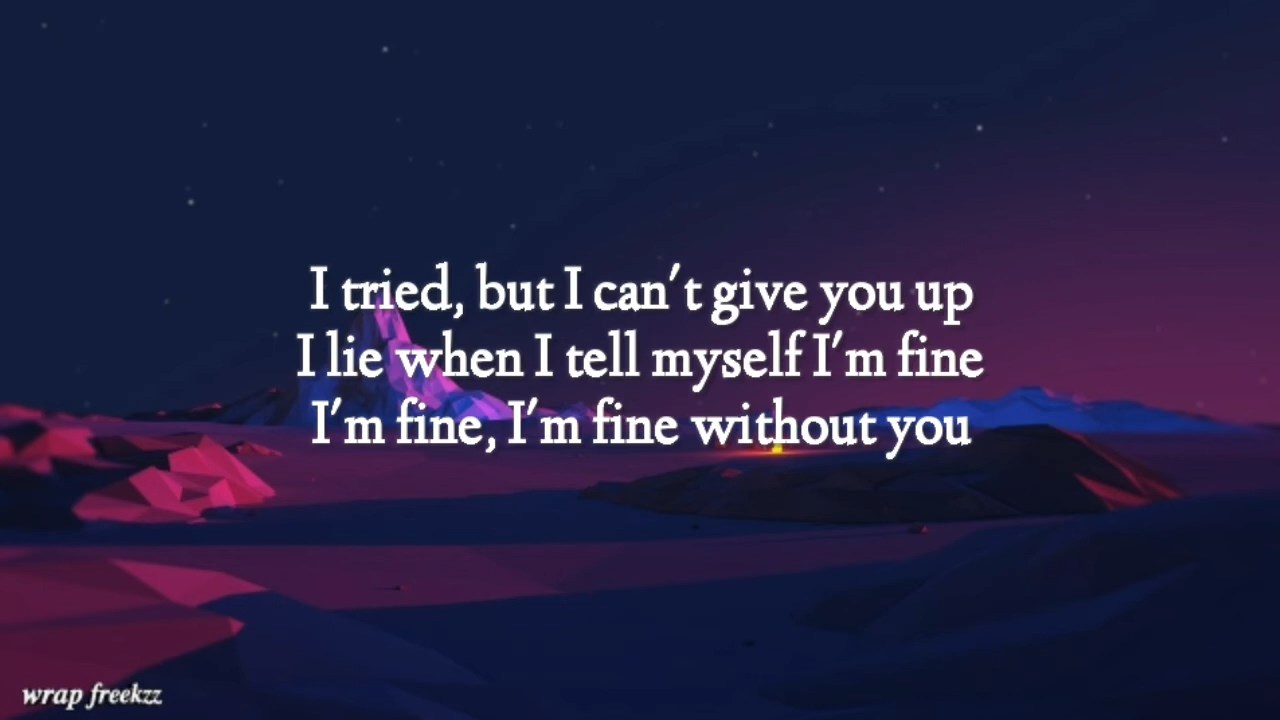 I tried, but I can't give you up
I lie when I tell myself I'm fine
I'm fine, I'm fine without you
wrap freekzz